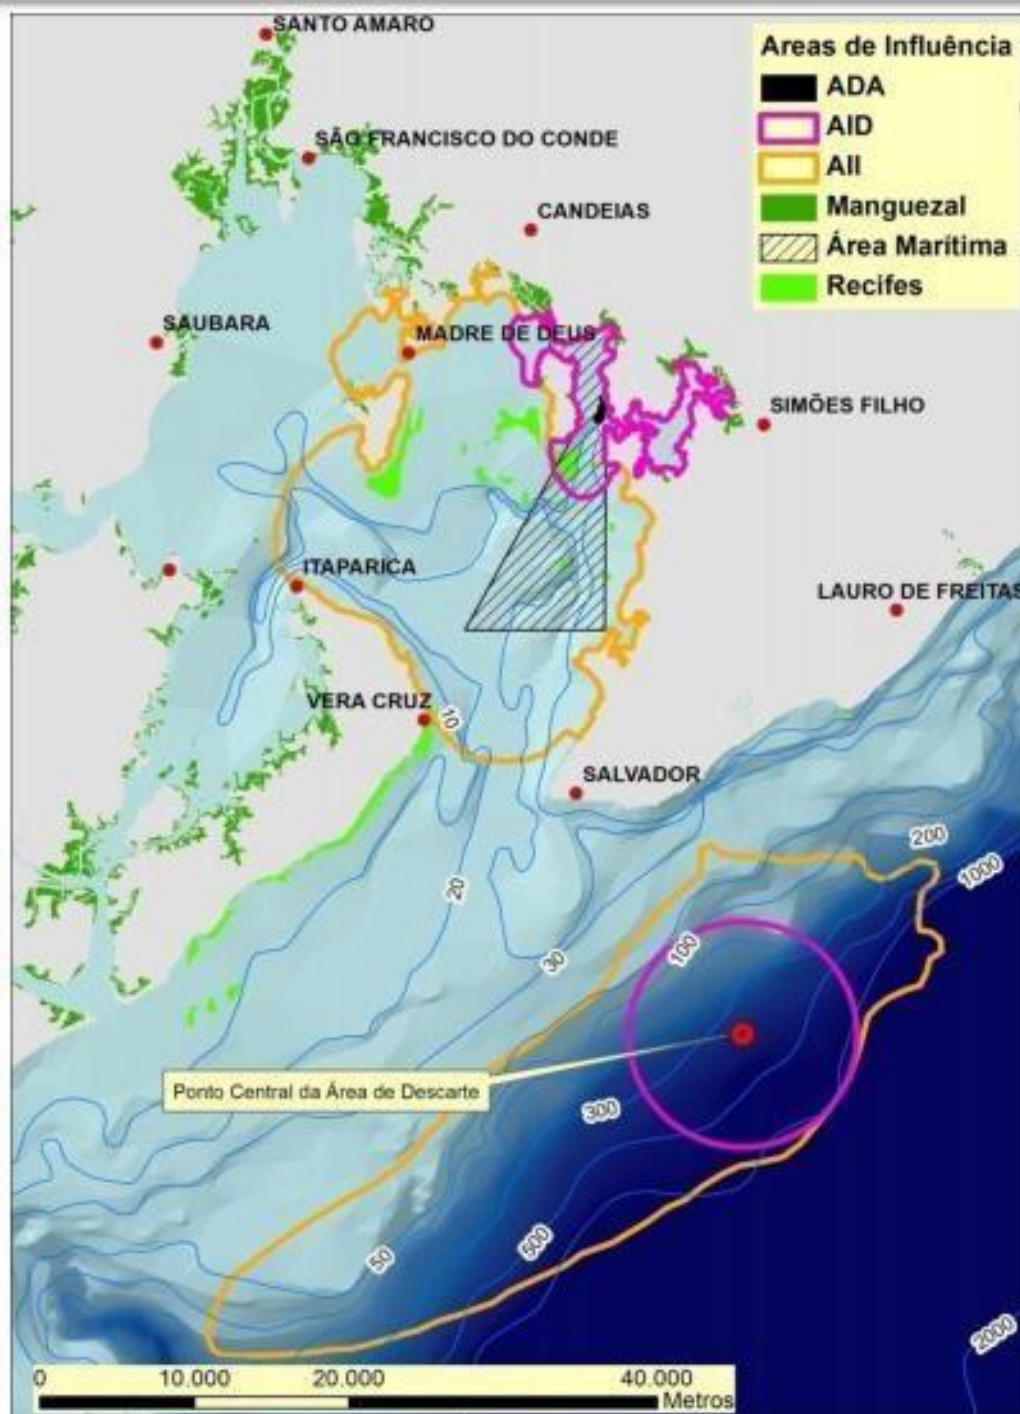 SANTO AMARO
Areas de Influência
ADA
AID
AII
Manguezal
Área Marítima
Recifes
SÃO FRANCISCO DO CONDE
CANDEIAS
SAUBARA
MADRE DE DEUS
SIMÕES FILHO
ITAPARICA
LAURO DE FREITAS
VERA CRUZ
10
SALVADOR
200
1000
20
30
100
Ponto Central da Área de Descarte
300
50
500
2000
0 10.000 20.000 40.000
Metros